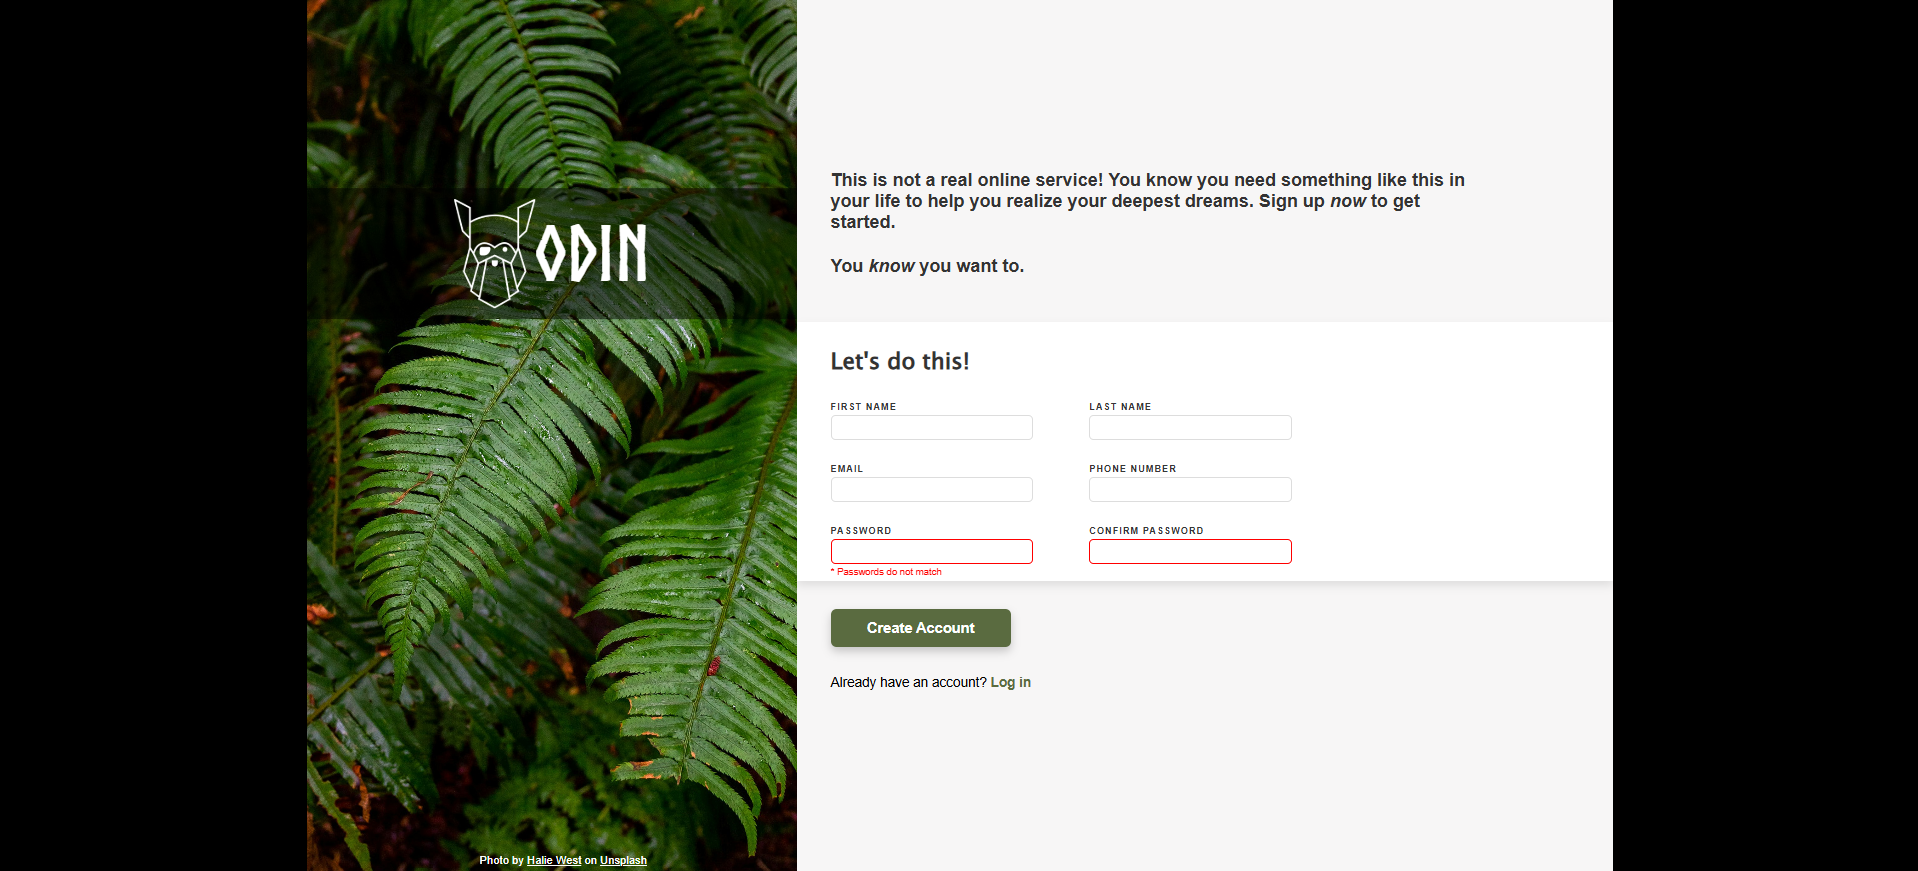 ODIN
Photo by Halie West on Unsplash
This is not a real online service! You know you need something like this in
your life to help you realize your deepest dreams. Sign up now to get
started.
You know you want to.
Let's do this!
FIRST NAME
LAST NAME
EMAIL
PHONE NUMBER
PASSWORD
CONFIRM PASSWORD
* Passwords do not match
Create Account
Already have an account? Log in